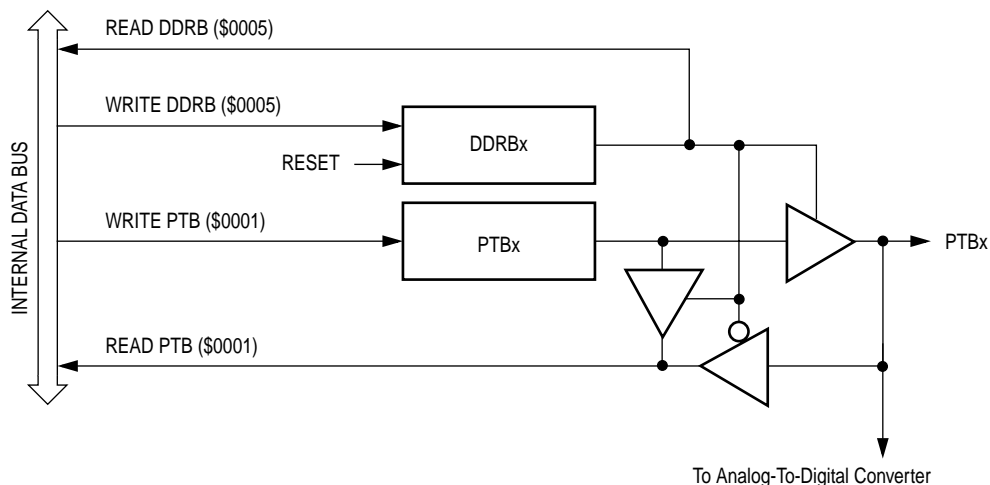 READ DDRB ($0005)
WRITE DDRB ($0005)
DDRBx
RESET
INTERNAL DATA BUS
WRITE PTB ($0001)
PTBx
PTBx
READ PTB ($0001)
To Analog-To-Digital Converter